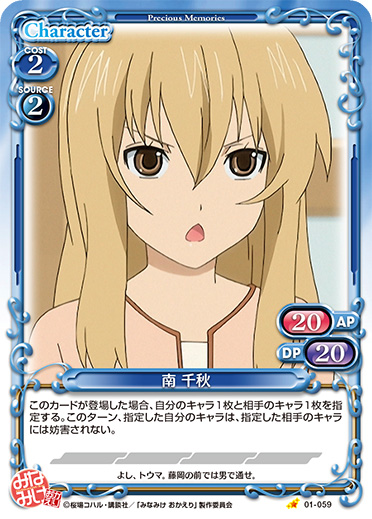 Precious Memories
Character
COST
2
SOURCE
2
20 AP
DP 20
南 千秋
このカードが登場した場合、自分のキャラ1枚と相手のキャラ1枚を指
定する。このターン、指定した自分のキャラは、指定した相手のキャラ
には妨害されない。
よし、トウマ。藤岡の前では男で通せ。
©桜場コハル・講談社／「みなみけ おかえり」製作委員会
01-059